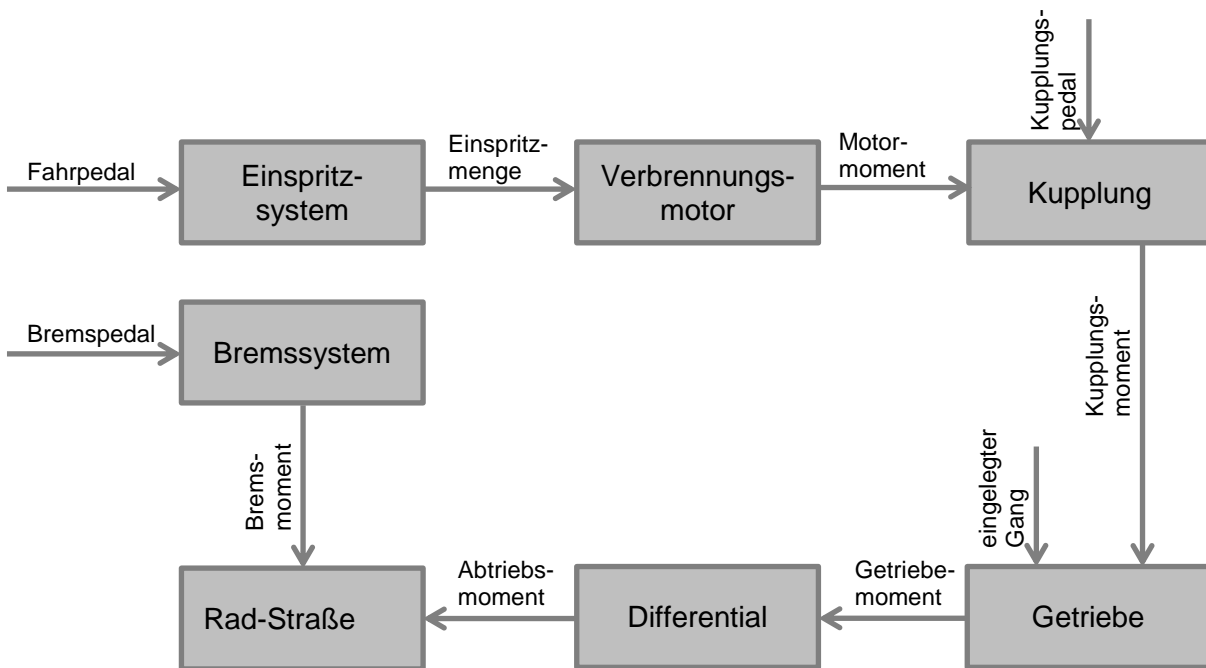 Kupplungs-
pedal
Fahrpedal
Einspritz-
system
Einspritz-
menge
Verbrennungs-
motor
Motor-
moment
Kupplung
Bremspedal
Bremssystem
Kupplungs-
moment
Brems-
moment
eingelegter
Gang
Rad-Straße
Abtriebs-
moment
Differential
Getriebe-
moment
Getriebe